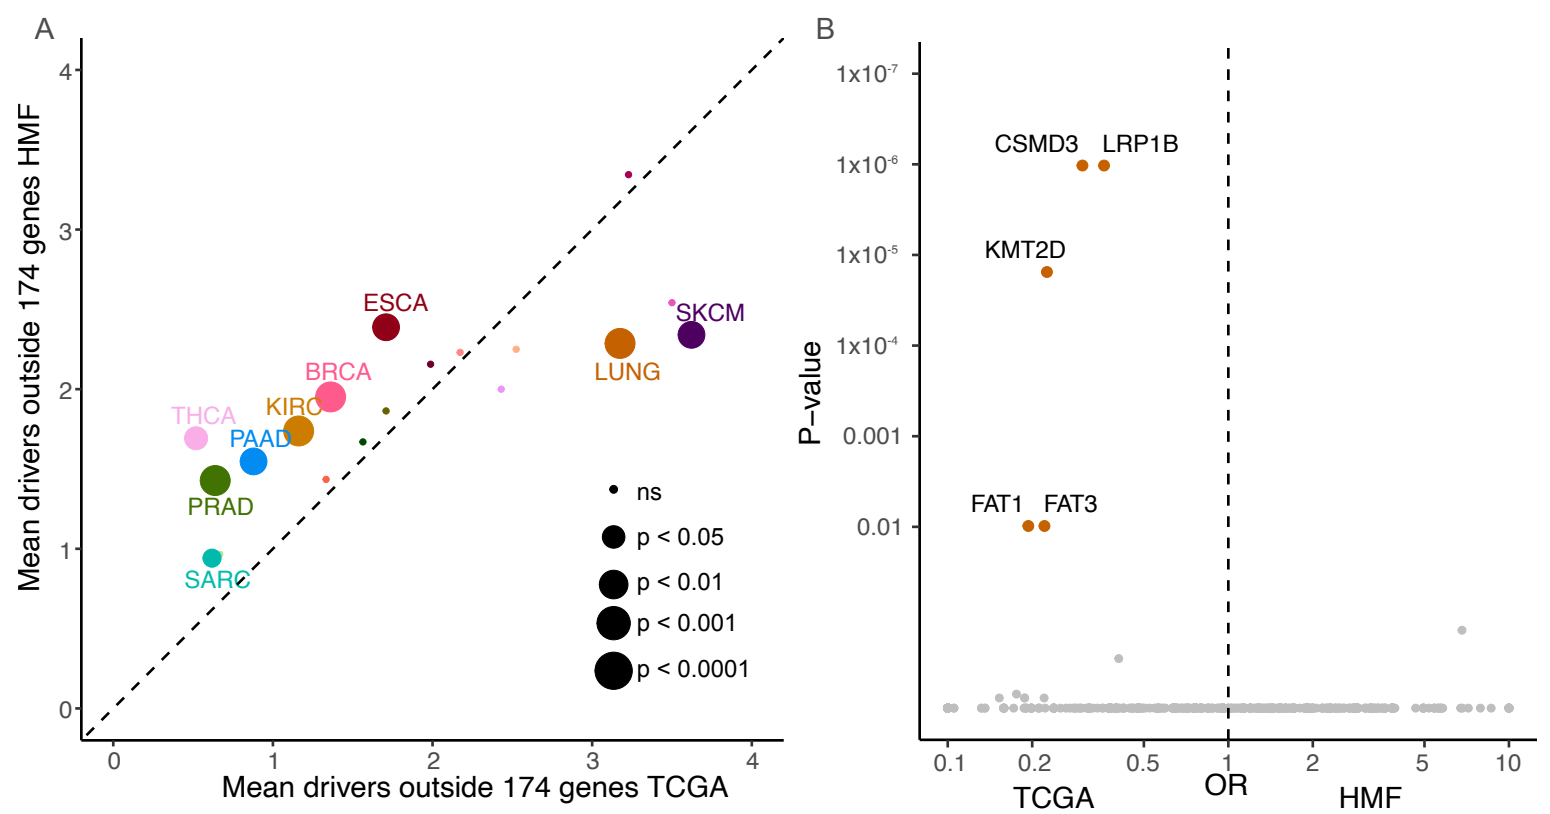 A
Mean drivers outside 174 genes HMF
4
3
2
1
0
ESCA
SKCM
BRCA
LUNG
KIRC
THCA
PAAD
PRAD
SARC
ns
p < 0.05
p < 0.01
p < 0.001
p < 0.0001
0
1
2
3
4
Mean drivers outside 174 genes TCGA
B
P−value
1x10-7
1x10-6
1x10-5
1x10-4
0.001
0.01
CSMD3
LRP1B
KMT2D
FAT1
FAT3
0.1
0.2
0.5
1
2
5
10
TCGA
OR
HMF